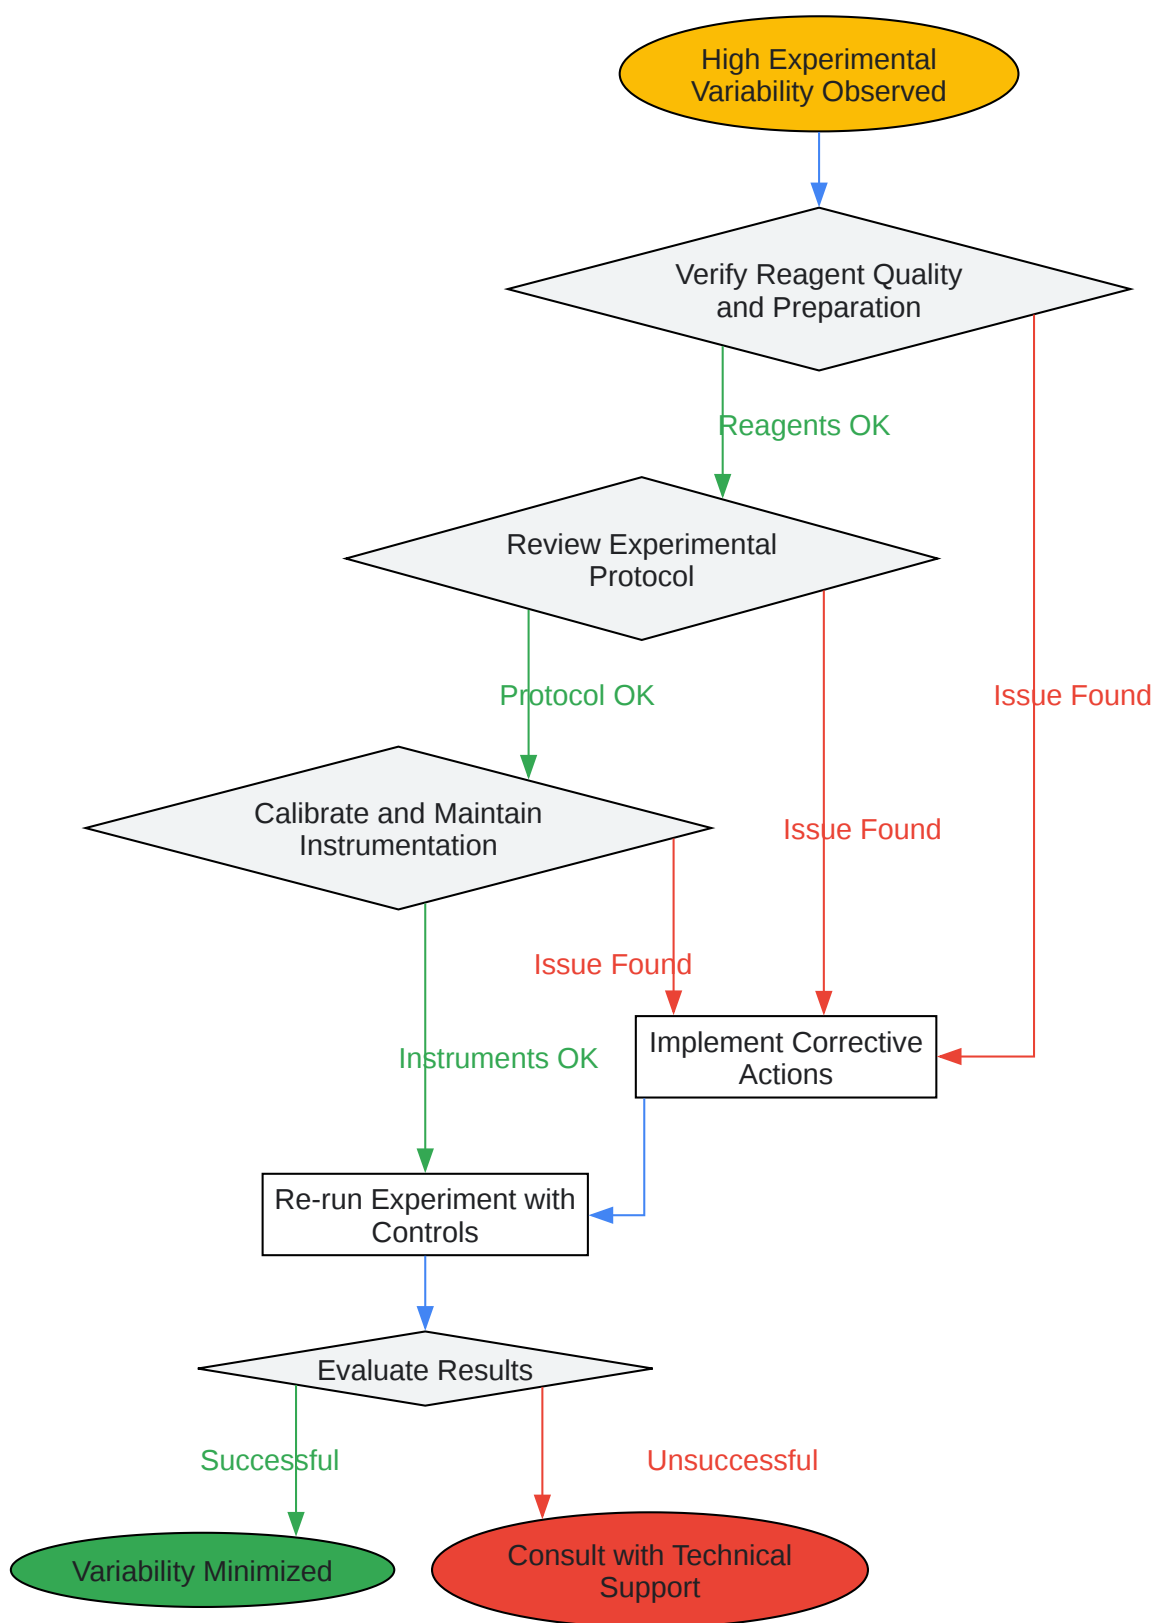 High Experimental
Variability Observed
Verify Reagent Quality
and Preparation
Reagents OK
Review Experimental
Protocol
Protocol OK
Issue Found
Calibrate and Maintain
Instrumentation
Issue Found
Issue Found
Implement Corrective
Actions
Instruments OK
Re-run Experiment with
Controls
Evaluate Results
Successful
Unsuccessful
Variability Minimized
Consult with Technical
Support